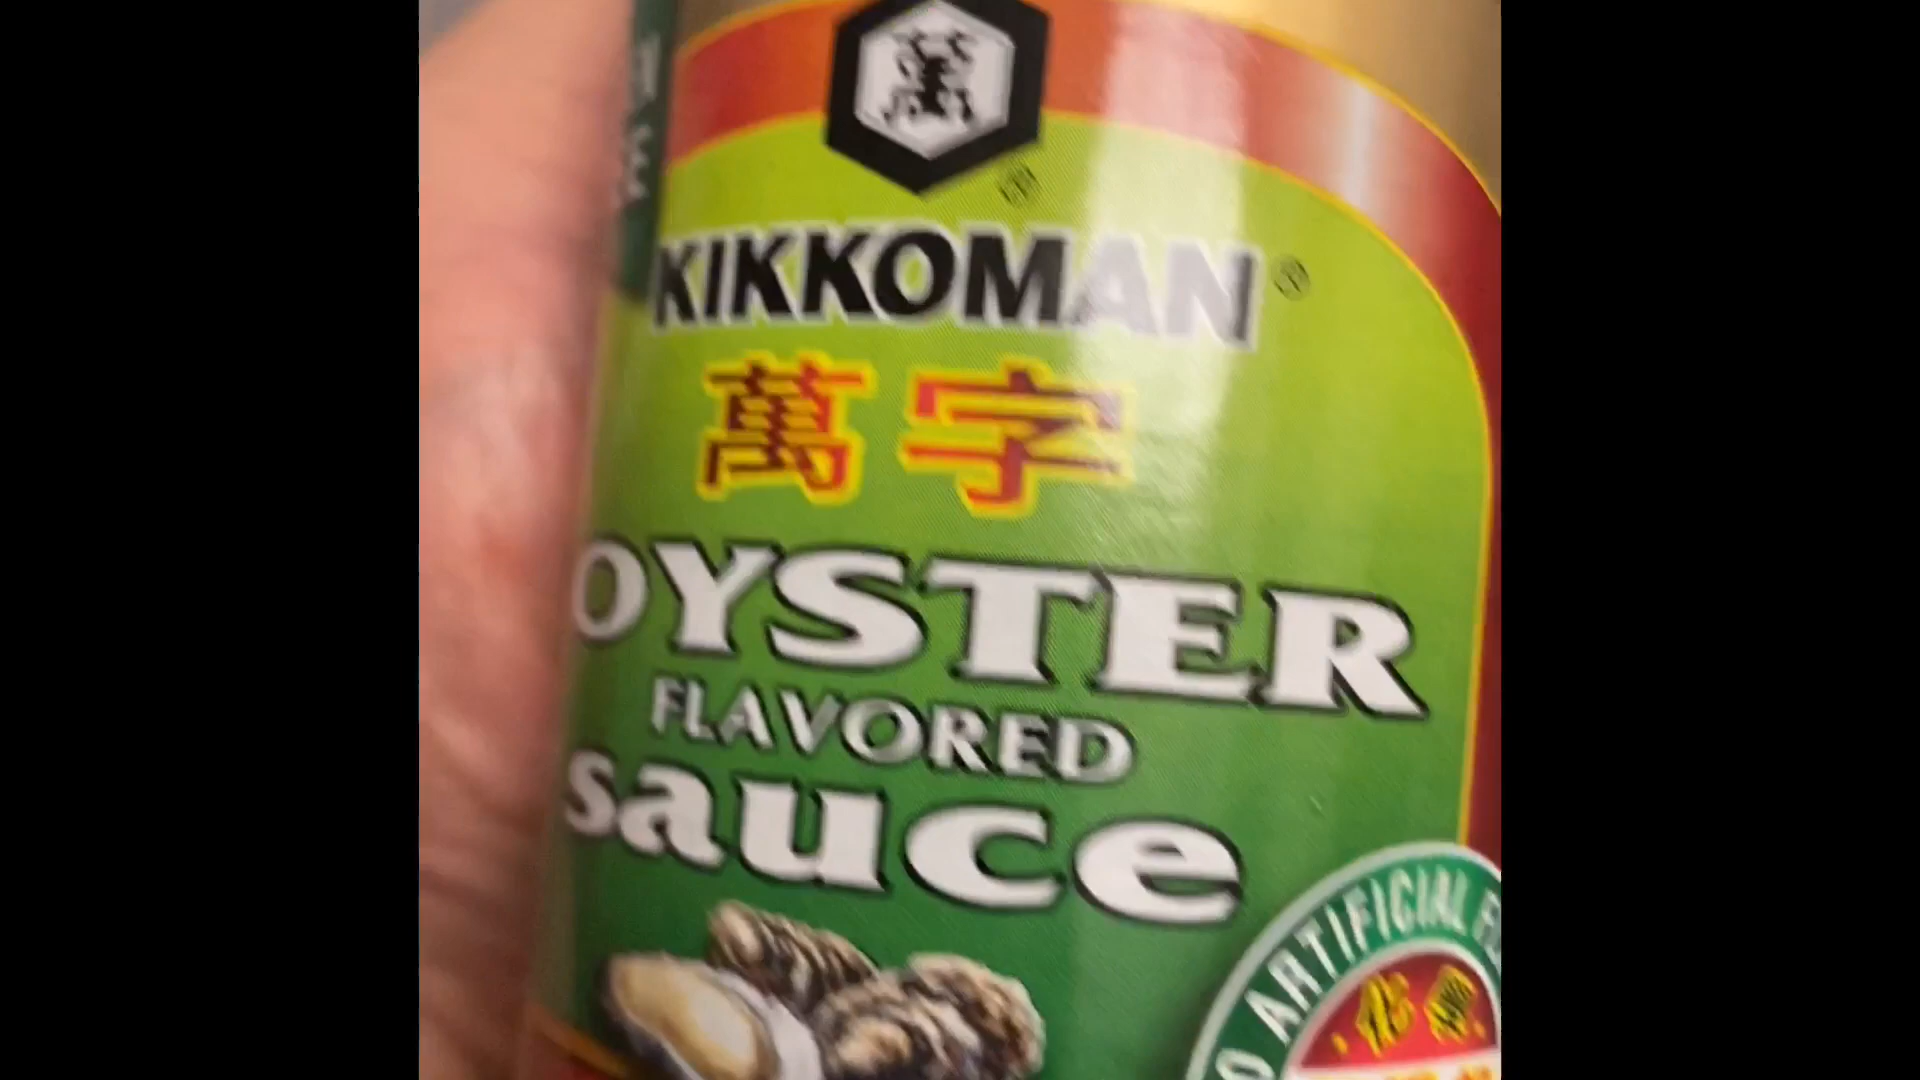 KIKKOMAN®
萬字
OYSTER
FLAVORED
sauce
ARTIFICIAL